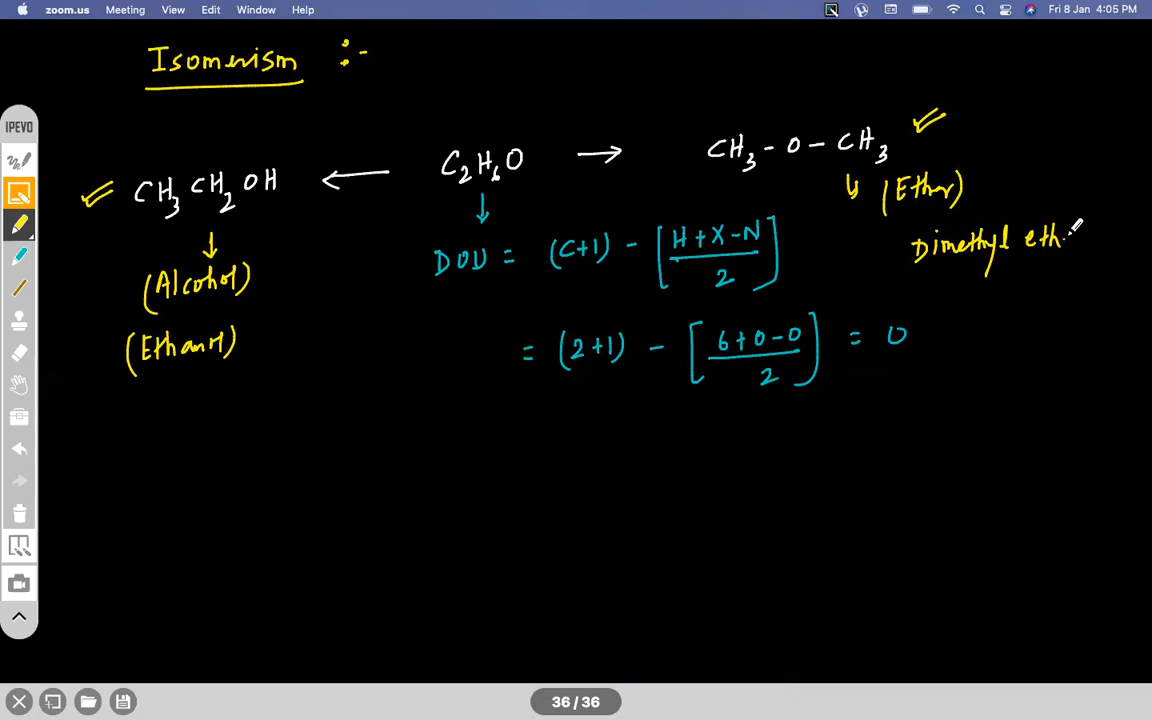 zoom.us Meeting View Edit Window Help Fri 8 Jan 4:05 PM
Isomerism :-
IPEVO
CH3 CH2 OH ← C2H6O → CH3 - O - CH3
(Ether)
DOU = (C+1) - [H+X-N/2]
Dimethyl eth.
(Alcohol)
(Ethanol)
= (2+1) - [6+0-0/2] = 0
36 / 36